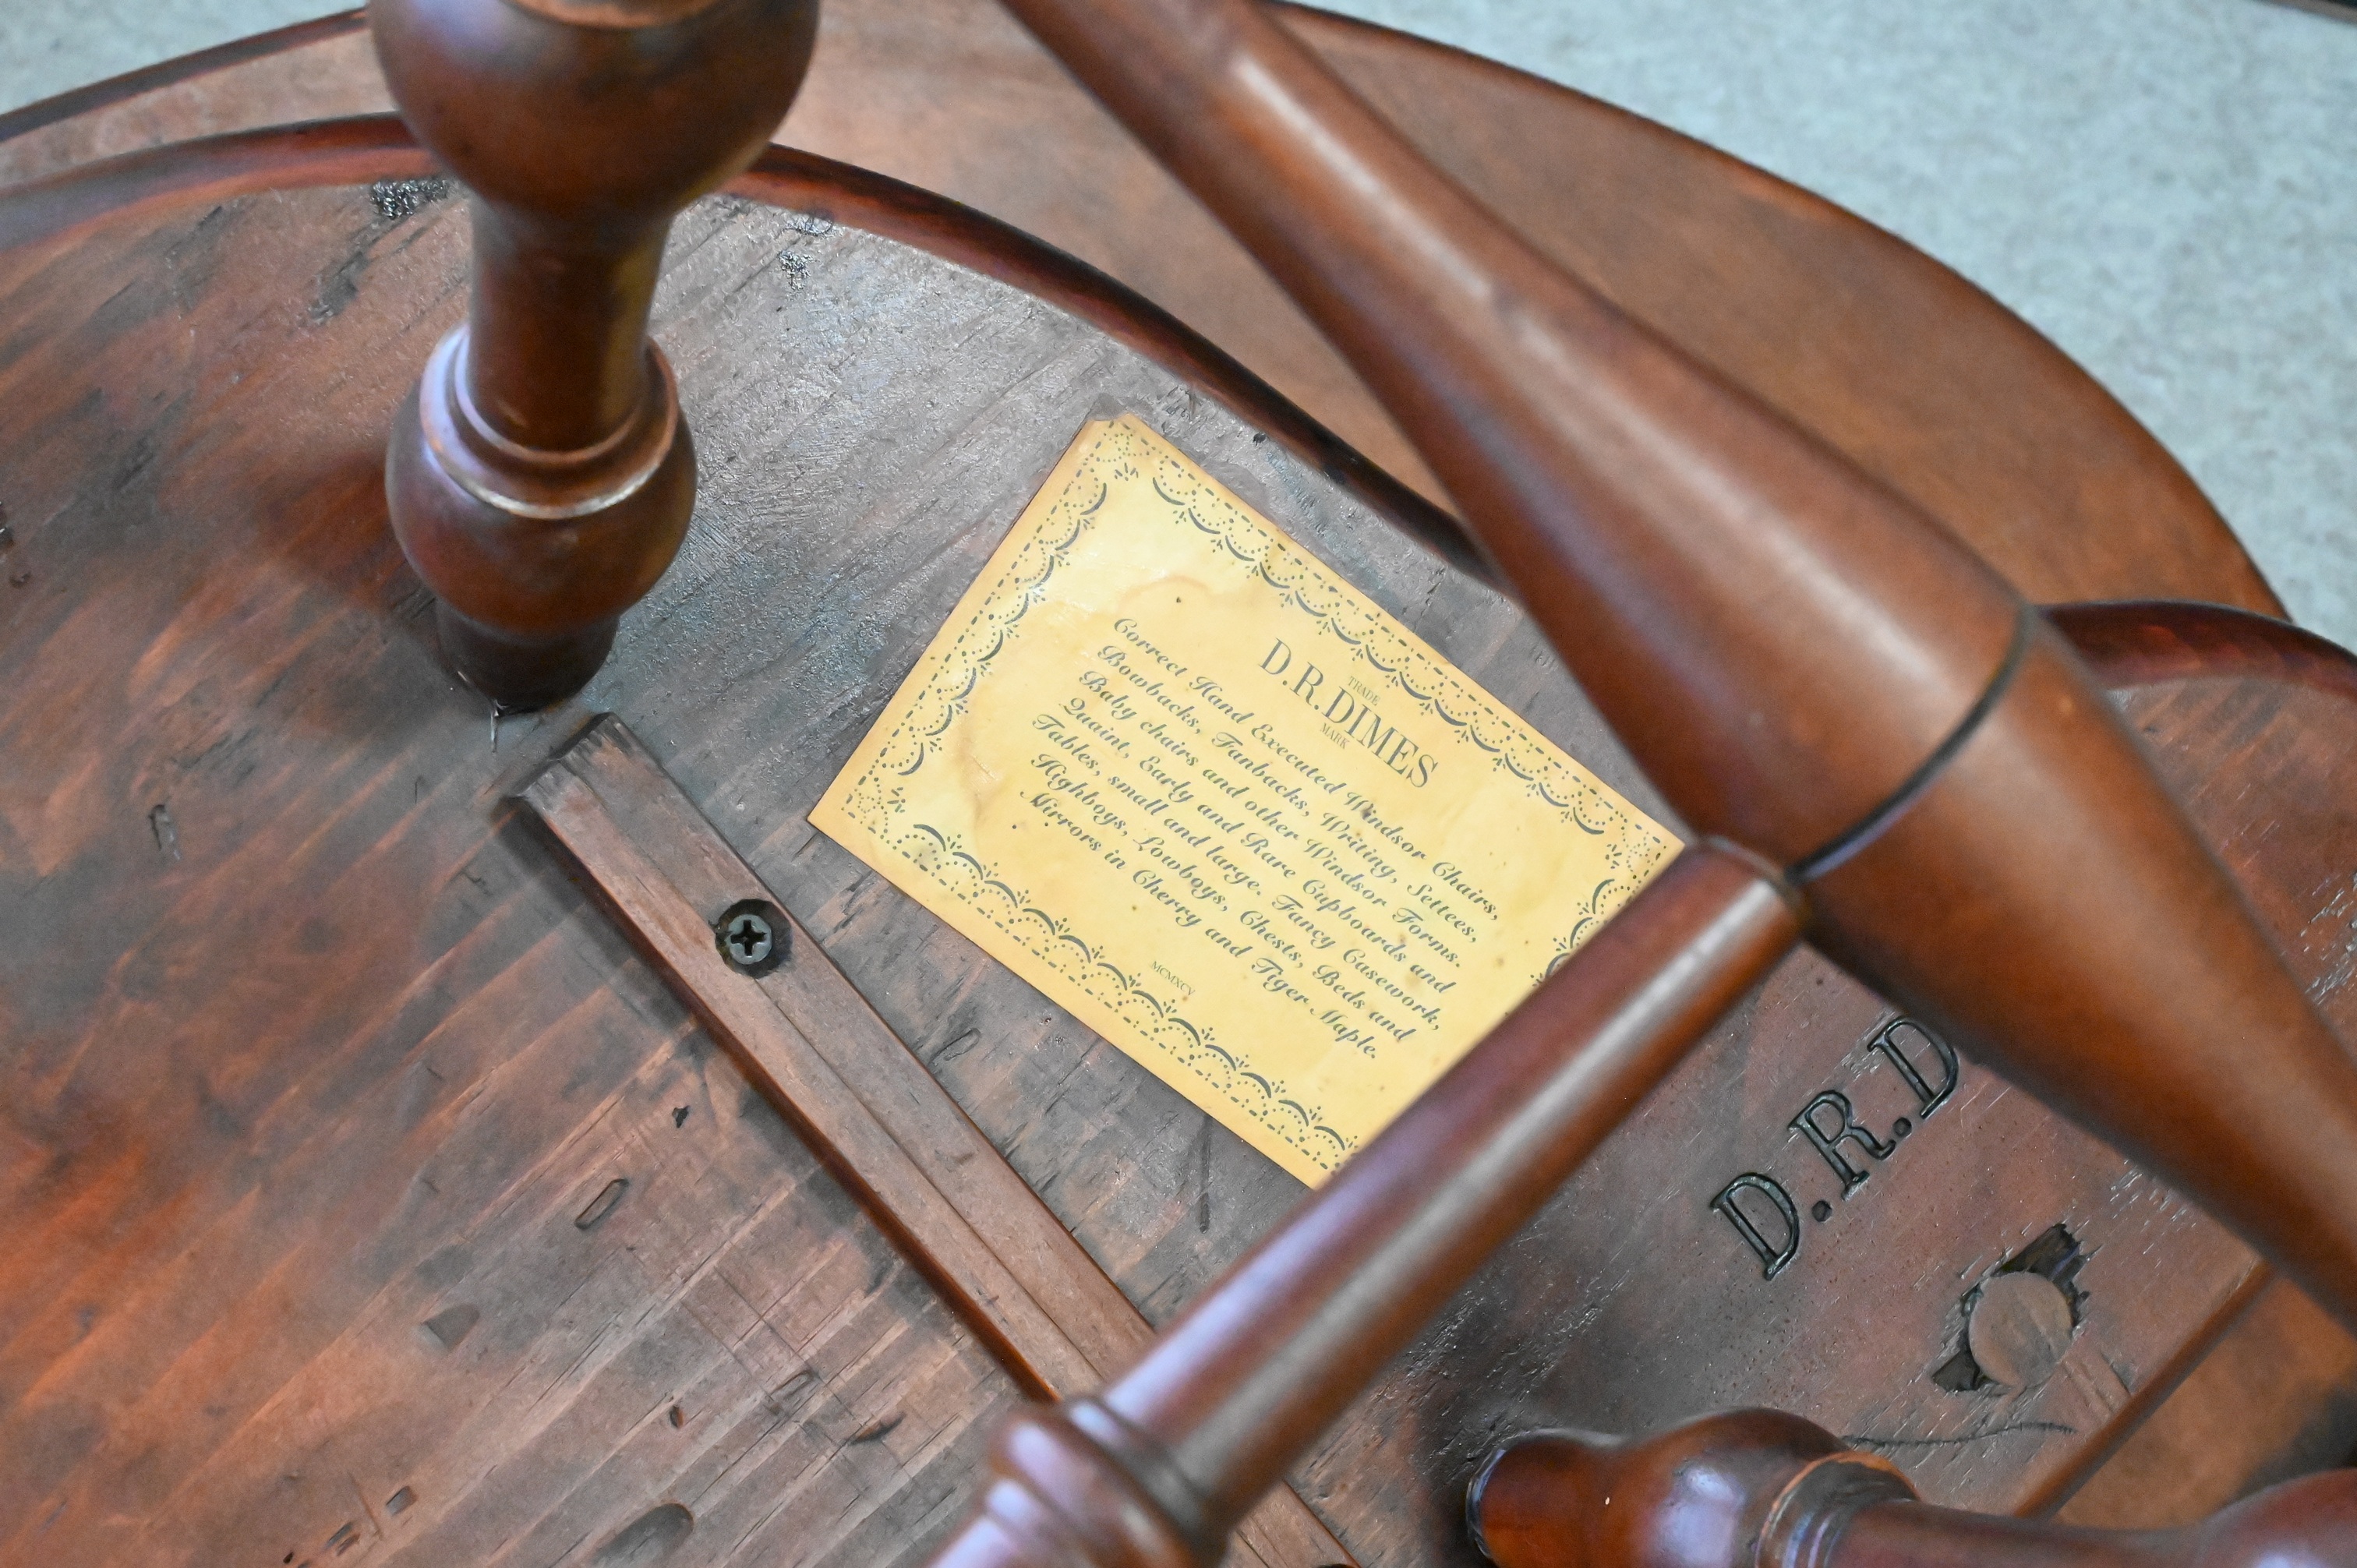 TRADE
D.R.DIMES
MARK
Correct Hand Executed Windsor Chairs,
Bowbacks, Fanbacks, Writing, Settees,
Baby chairs and other Windsor Forms.
Quaint, Early and Rare Cupboards and
Tables, small and large. Fancy Casework,
Highboys, Lowboys, Chests, Beds and
Mirrors in Cherry and Tiger Maple.
MCMXCV
D.R.D